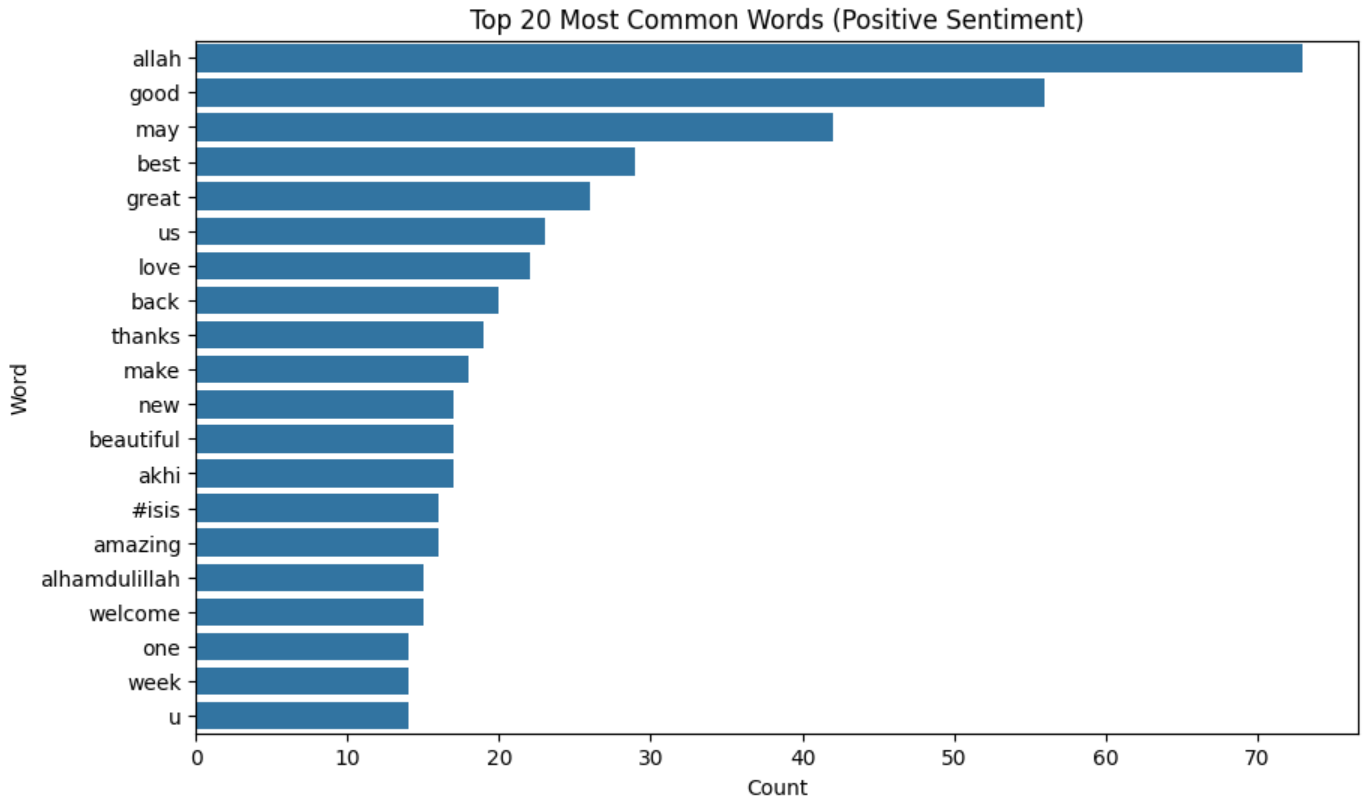 Top 20 Most Common Words (Positive Sentiment)
allah
good
may
best
great
us
love
back
thanks
make
new
beautiful
akhi
#isis
amazing
alhamdulillah
welcome
one
week
u
Word
0 10 20 30 40 50 60 70
Count